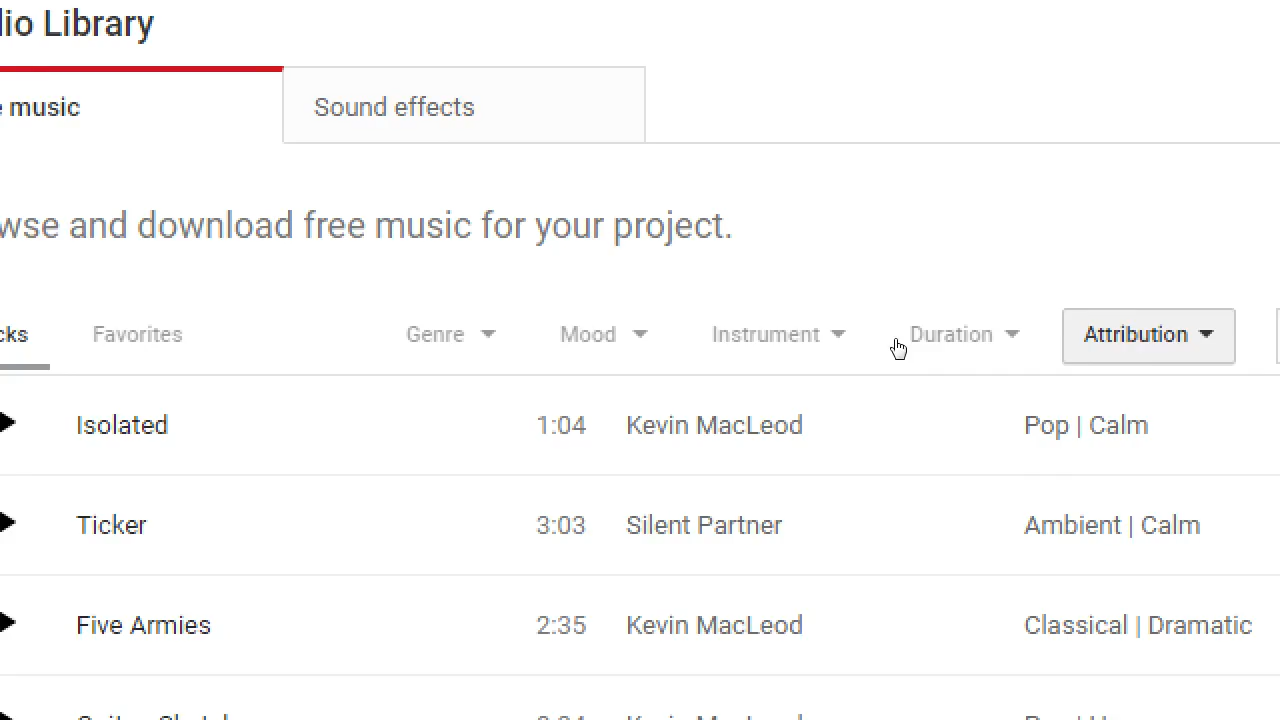 io Library
music
Sound effects
wse and download free music for your project.
cks
Favorites
Genre
Mood
Instrument
Duration
Attribution
Isolated 1:04 Kevin MacLeod Pop | Calm
Ticker 3:03 Silent Partner Ambient | Calm
Five Armies 2:35 Kevin MacLeod Classical | Dramatic